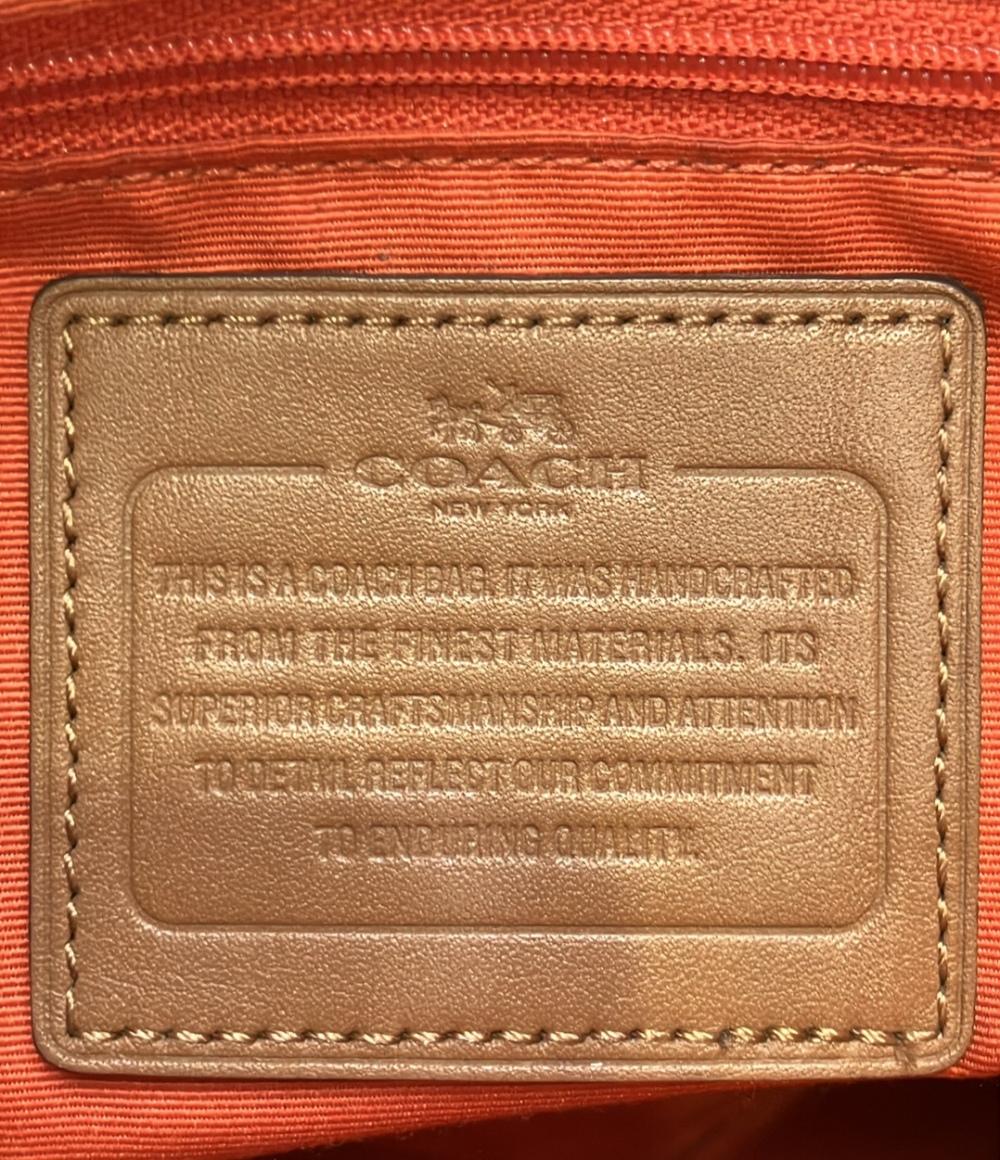 COACH
NEW YORK
THIS IS A COACH BAG. IT WAS HANDCRAFTED
FROM THE FINEST MATERIALS. ITS
SUPERIOR CRAFTSMANSHIP AND ATTENTION
TO DETAIL REFLECT OUR COMMITMENT
TO ENDURING QUALITY.